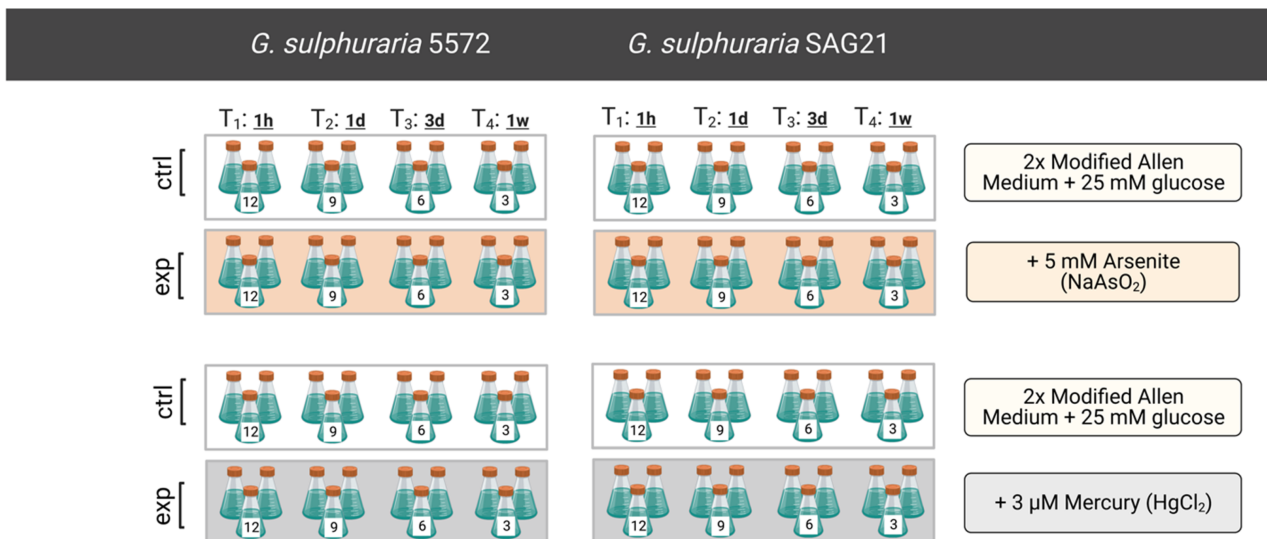 G. sulphuraria 5572 G. sulphuraria SAG21
T₁: 1h T₂: 1d T₃: 3d T₄: 1w T₁: 1h T₂: 1d T₃: 3d T₄: 1w
ctrl
12 9 6 3 12 9 6 3
2x Modified Allen
Medium + 25 mM glucose
exp
12 9 6 3 12 9 6 3
+ 5 mM Arsenite
(NaAsO₂)
ctrl
12 9 6 3 12 9 6 3
2x Modified Allen
Medium + 25 mM glucose
exp
12 9 6 3 12 9 6 3
+ 3 µM Mercury (HgCl₂)